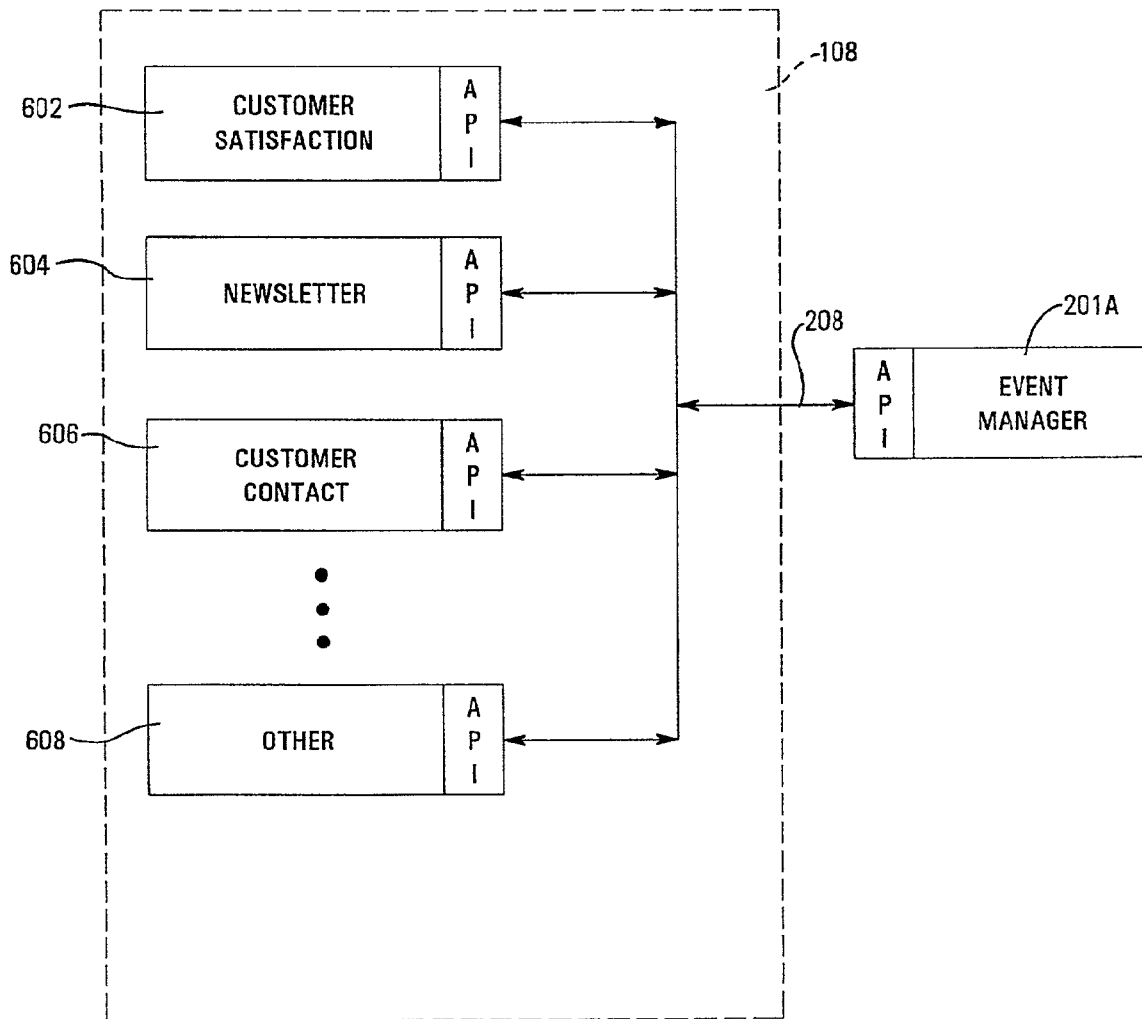 108
602
CUSTOMER
SATISFACTION
A
P
I
604
NEWSLETTER
A
P
I
208
201A
A
P
I
EVENT
MANAGER
606
CUSTOMER
CONTACT
A
P
I
608
OTHER
A
P
I